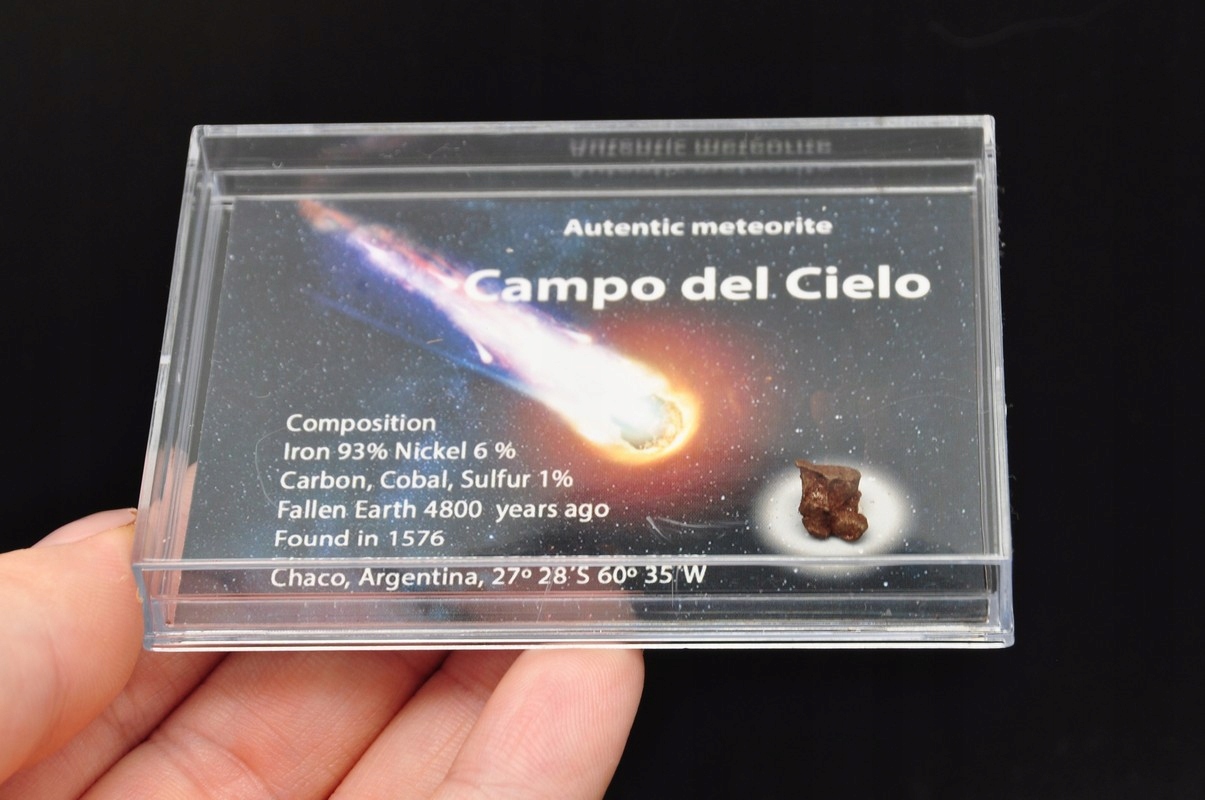 Autentic meteorite
Campo del Cielo
Composition
Iron 93% Nickel 6 %
Carbon, Cobal, Sulfur 1%
Fallen Earth 4800 years ago
Found in 1576
Chaco, Argentina, 27º 28'S 60º 35'W